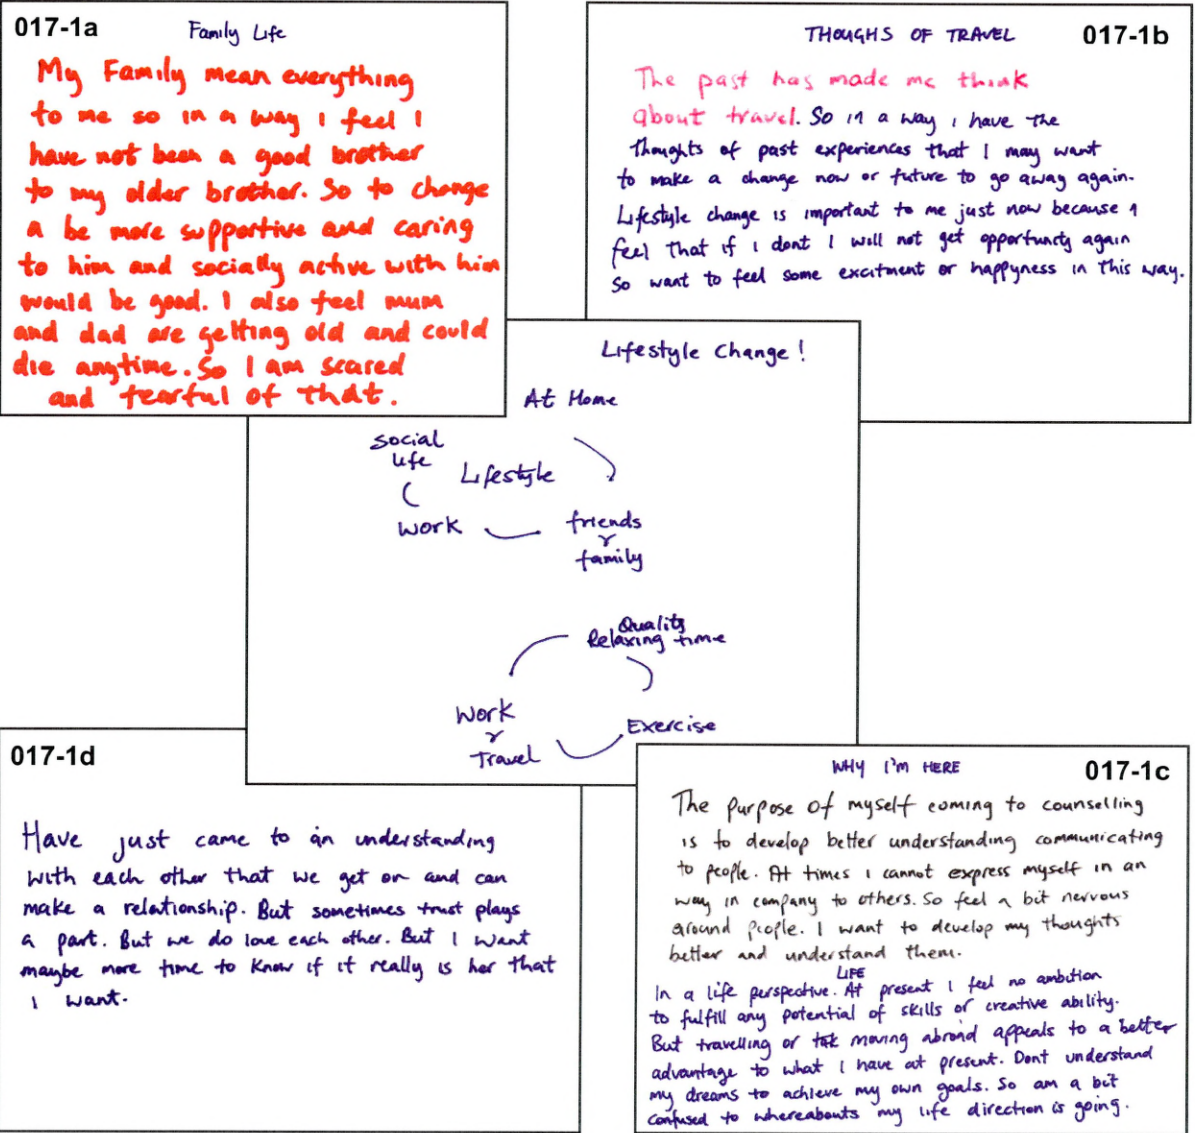 017-1a
Family Life
My Family mean everything
to me so in a way i feel I
have not been a good brother
to my older brother. So to change
a be more supportive and caring
to him and socially active with him
would be good. I also feel mum
and dad are getting old and could
die anytime. So I am scared
and fearful of that.
THOUGHS OF TRAVEL
017-1b
The past has made me think
about travel. So in a way i have the
thoughts of past experiences that I may want
to make a change now or future to go away again.
Lifestyle change is important to me just now because i
feel that if i dont I will not get opportunty again
So want to feel some excitment or happyness in this way.
Lifestyle Change!
At Home
Social
life
Lifestyle
Work
friends
family
Quality
Relaxing time
Work
Travel
Exercise
017-1d
Have just came to an understanding
with each other that we get on and can
make a relationship. But sometimes trust plays
a part. But we do love each other. But I want
maybe more time to know if it really is her that
i want.
WHY I'm HERE
017-1c
The purpose of myself coming to counselling
is to develop better understanding communicating
to people. At times i cannot express myself in an
way in company to others. So feel a bit nervous
around people. I want to develop my thoughts
better and understand them.
LIFE
In a life perspective. At present I feel no ambition
to fulfill any potential of skills or creative ability.
But travelling or moving abroad appeals to a better
advantage to what I have at present. Dont understand
my dreams to achieve my own goals. So am a bit
confused to whereabouts my life direction is going.